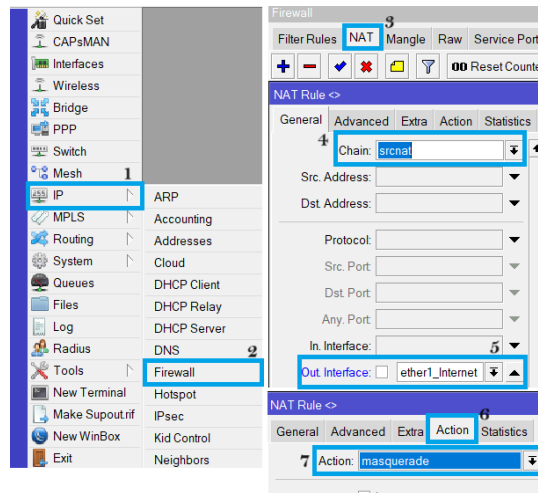 Quick Set
CAPsMAN
Interfaces
Wireless
Bridge
PPP
Switch
Mesh 1
IP
MPLS
Routing
System
Queues
Files
Log
Radius
Tools
New Terminal
Make Supout.rif
New WinBox
Exit
ARP
Accounting
Addresses
Cloud
DHCP Client
DHCP Relay
DHCP Server
DNS 2
Firewall
Hotspot
IPsec
Kid Control
Neighbors
Firewall
3
Filter Rules NAT Mangle Raw Service Port
00 Reset Counte
NAT Rule <>
General Advanced Extra Action Statistics
4 Chain: srcnat
Src. Address:
Dst. Address:
Protocol:
Src. Port:
Dst. Port:
Any. Port:
In. Interface: 5
Out. Interface: ether1_Internet
NAT Rule <>
6
General Advanced Extra Action Statistics
7 Action: masquerade